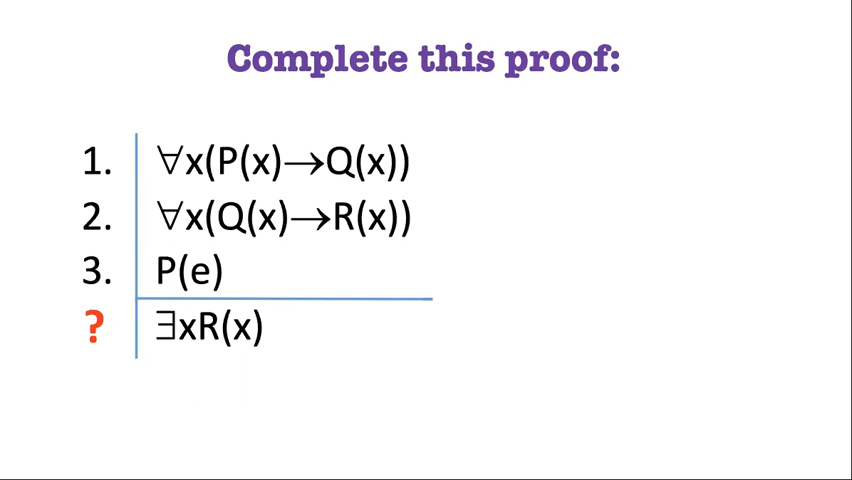 Complete this proof:
1. ∀x(P(x)→Q(x))
2. ∀x(Q(x)→R(x))
3. P(e)
? ∃xR(x)